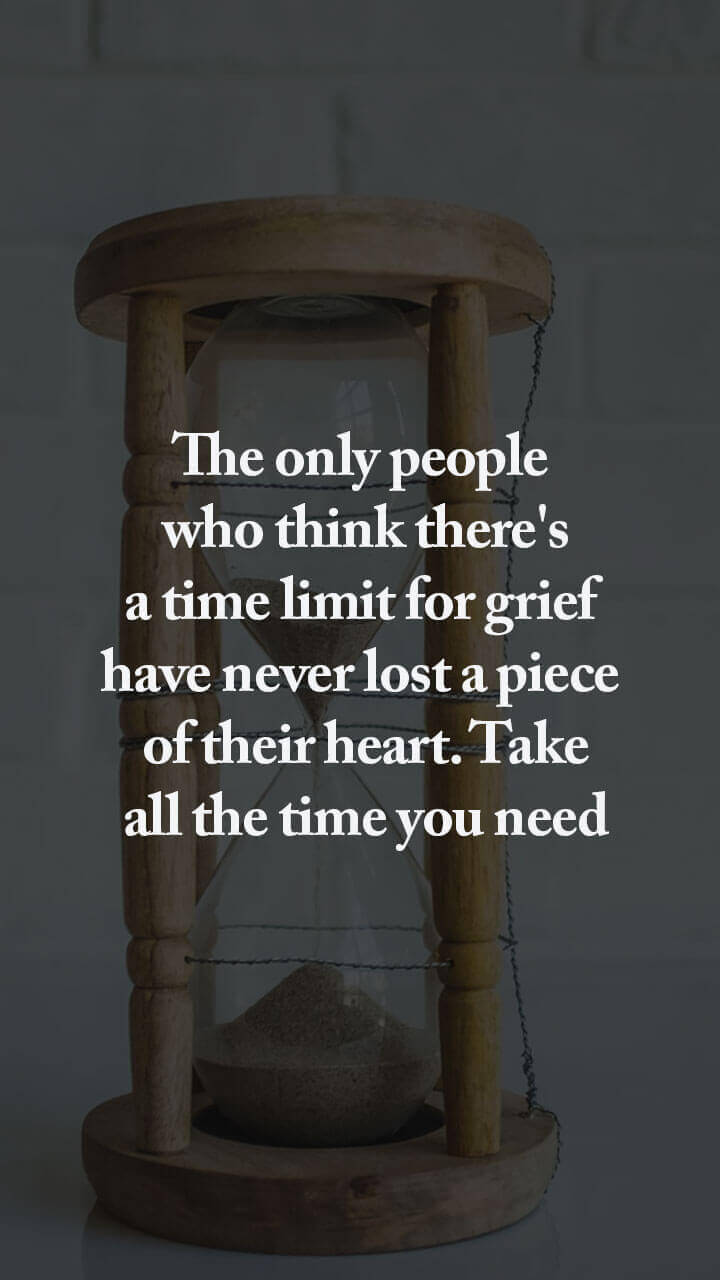 The only people
who think there's
a time limit for grief
have never lost a piece
of their heart. Take
all the time you need